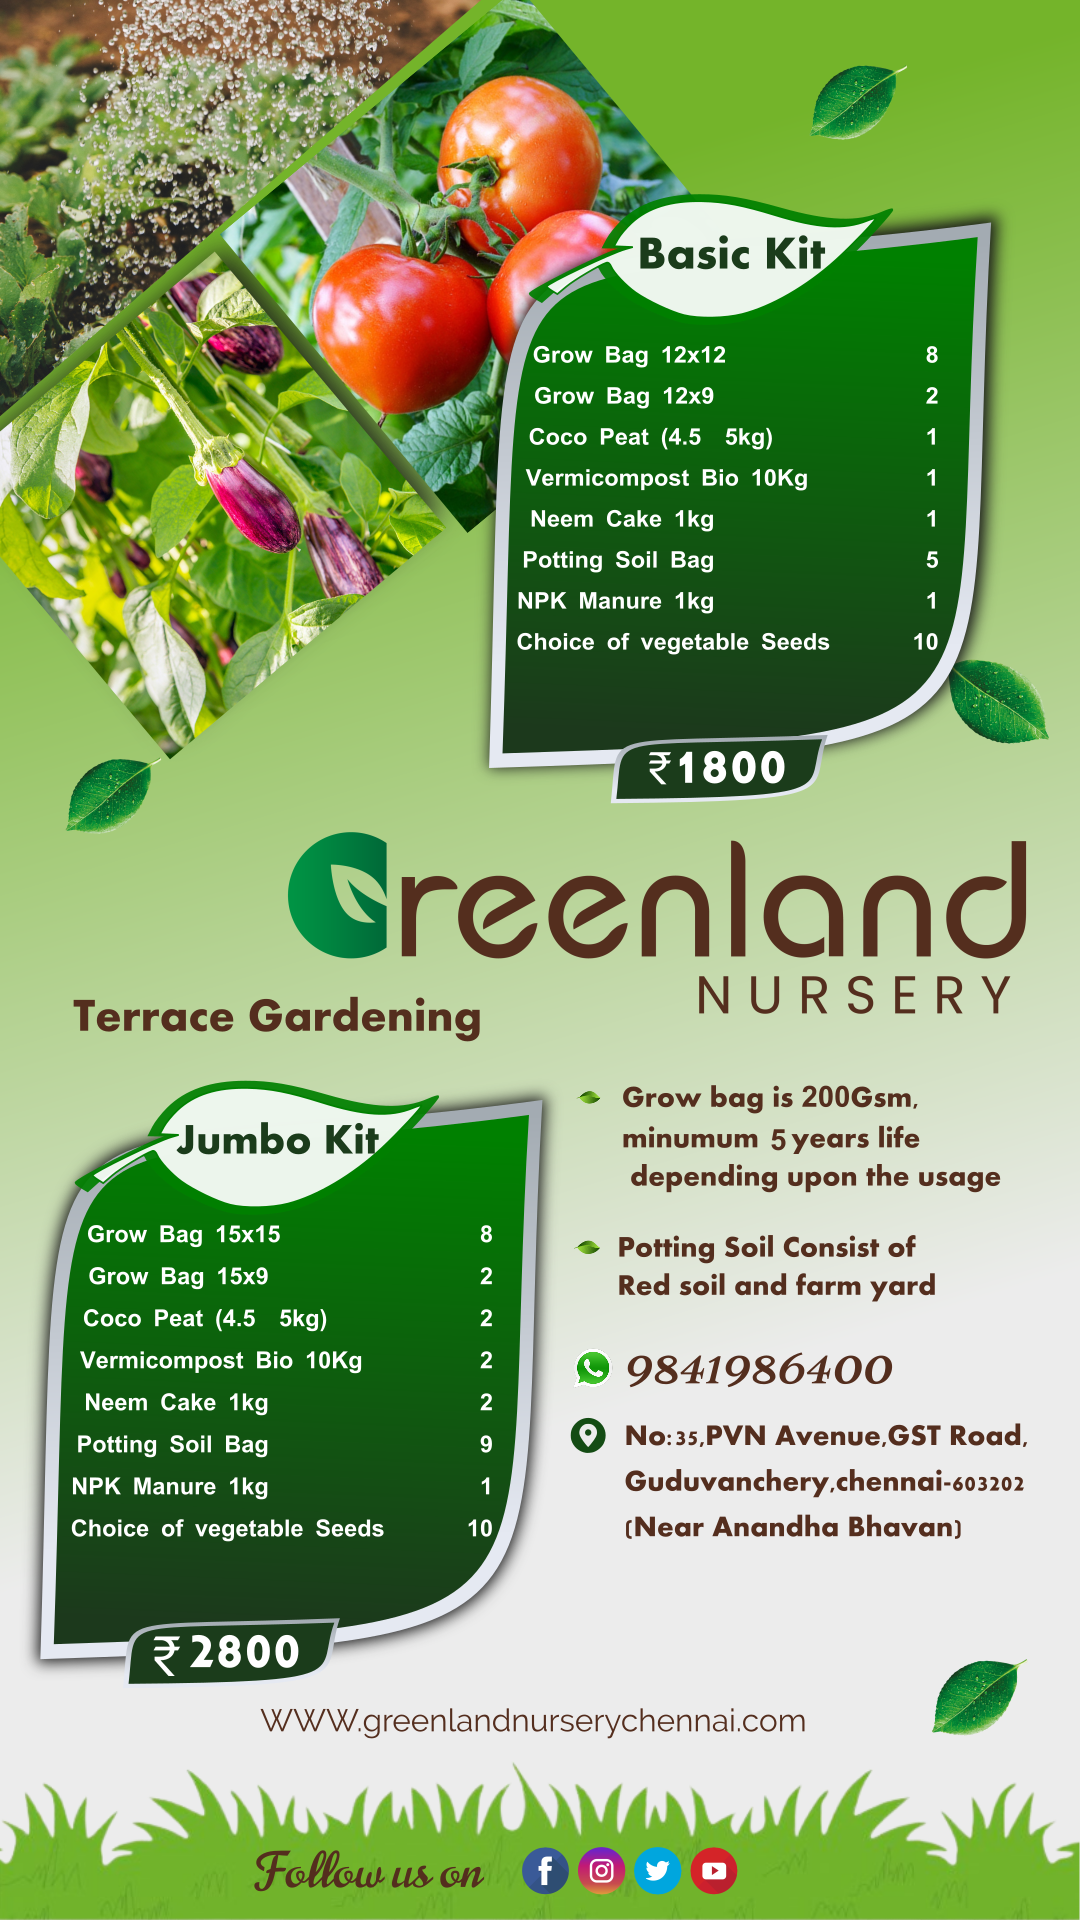 Basic Kit
Grow Bag 12x12 8
Grow Bag 12x9 2
Coco Peat (4.5 5kg) 1
Vermicompost Bio 10Kg 1
Neem Cake 1kg 1
Potting Soil Bag 5
NPK Manure 1kg 1
Choice of vegetable Seeds 10
₹1800
Greenland
NURSERY
Terrace Gardening
Jumbo Kit
Grow Bag 15x15 8
Grow Bag 15x9 2
Coco Peat (4.5 5kg) 2
Vermicompost Bio 10Kg 2
Neem Cake 1kg 2
Potting Soil Bag 9
NPK Manure 1kg 1
Choice of vegetable Seeds 10
₹ 2800
Grow bag is 200Gsm,
minumum 5 years life
depending upon the usage
Potting Soil Consist of
Red soil and farm yard
9841986400
No:35,PVN Avenue,GST Road,
Guduvanchery,chennai-603202
(Near Anandha Bhavan)
WWW.greenlandnurserychennai.com
Follow us on